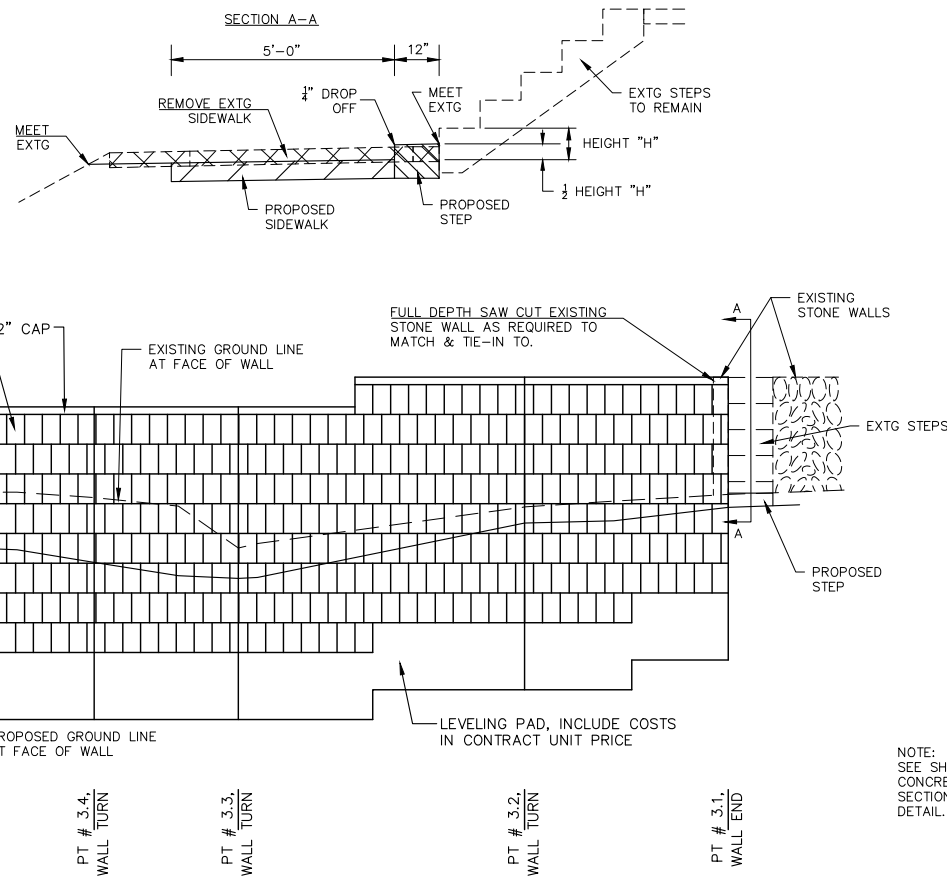 SECTION A-A
5'-0"
12"
¼" DROP
OFF
MEET
EXTG
REMOVE EXTG
SIDEWALK
EXTG STEPS
TO REMAIN
MEET
EXTG
HEIGHT "H"
½ HEIGHT "H"
PROPOSED
SIDEWALK
PROPOSED
STEP
2" CAP
EXISTING GROUND LINE
AT FACE OF WALL
FULL DEPTH SAW CUT EXISTING
STONE WALL AS REQUIRED TO
MATCH & TIE-IN TO.
A
EXISTING
STONE WALLS
EXTG STEPS
A
PROPOSED
STEP
LEVELING PAD, INCLUDE COSTS
IN CONTRACT UNIT PRICE
ROPOSED GROUND LINE
T FACE OF WALL
NOTE:
SEE SH
CONCRE
SECTION
DETAIL.
PT # 3.4,
WALL TURN
PT # 3.3,
WALL TURN
PT # 3.2,
WALL TURN
PT # 3.1,
WALL END